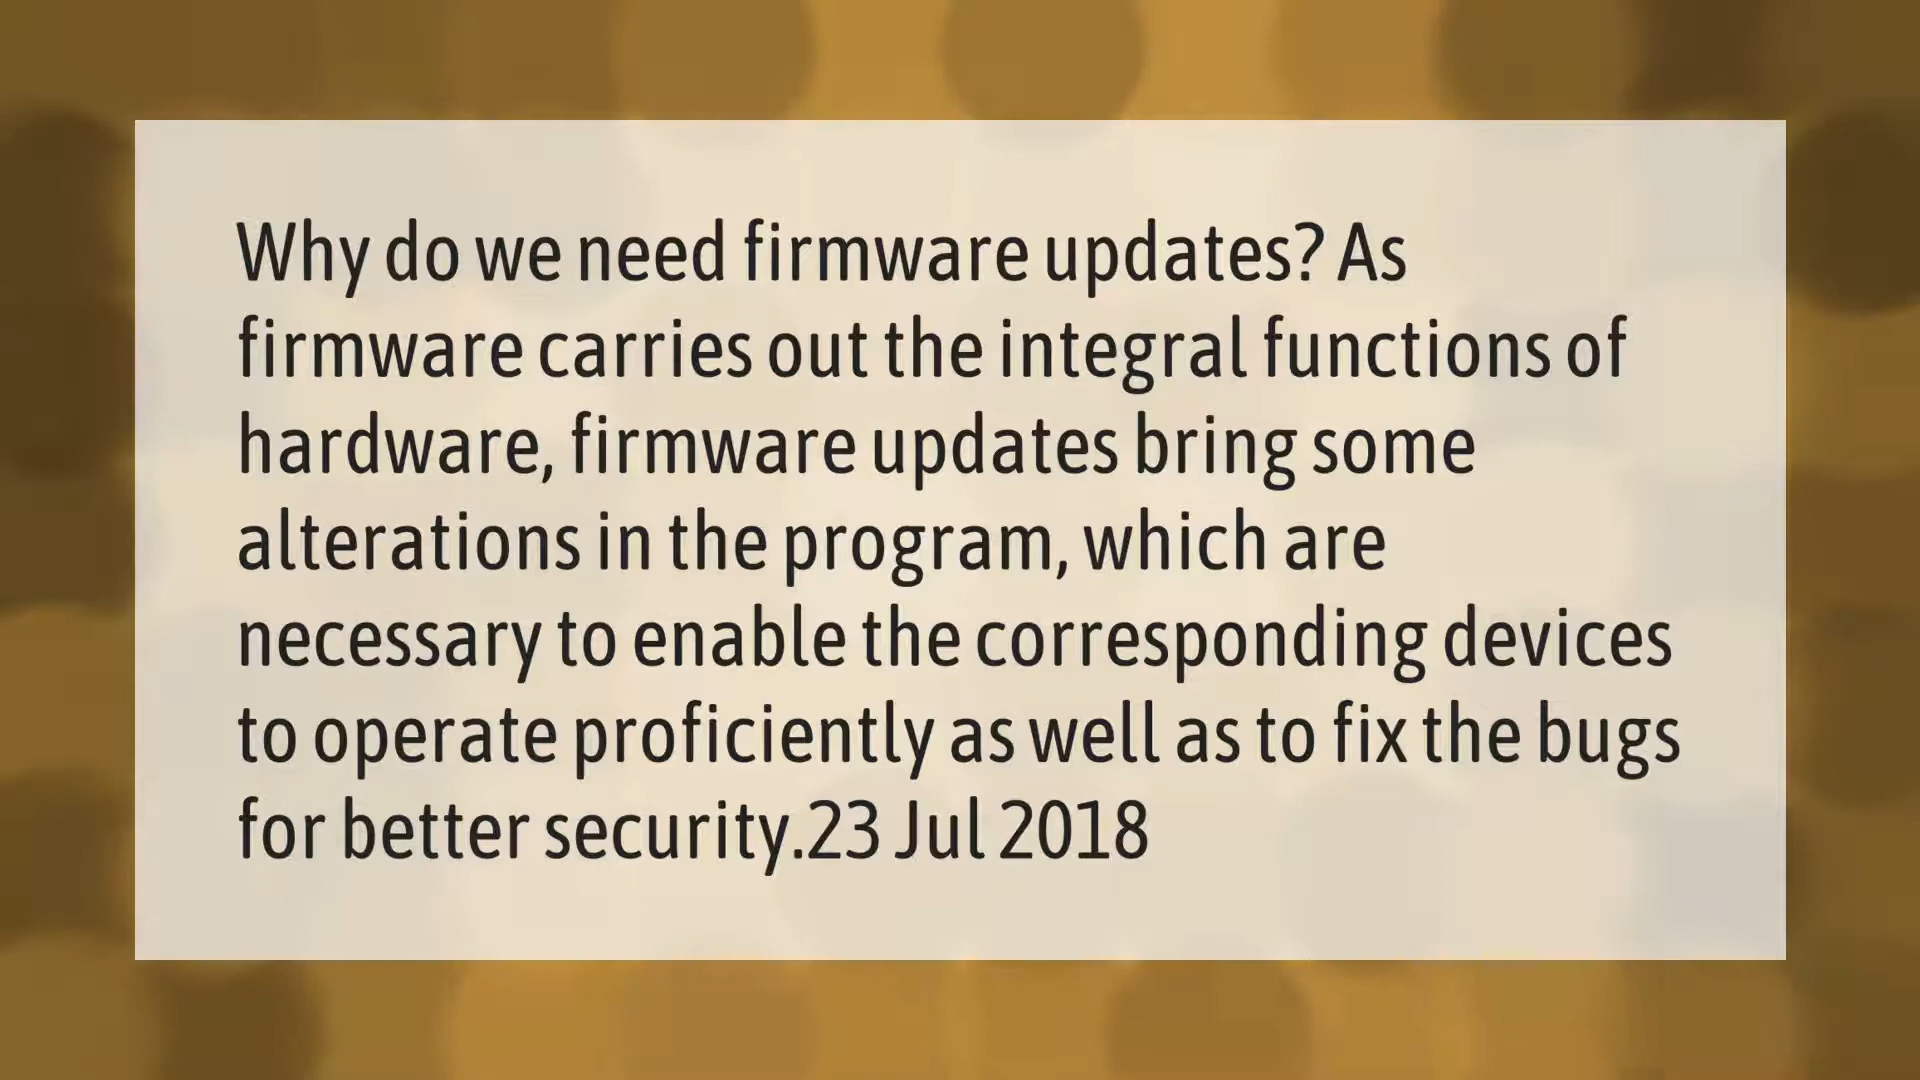 Why do we need firmware updates? As
firmware carries out the integral functions of
hardware, firmware updates bring some
alterations in the program, which are
necessary to enable the corresponding devices
to operate proficiently as well as to fix the bugs
for better security.23 Jul 2018